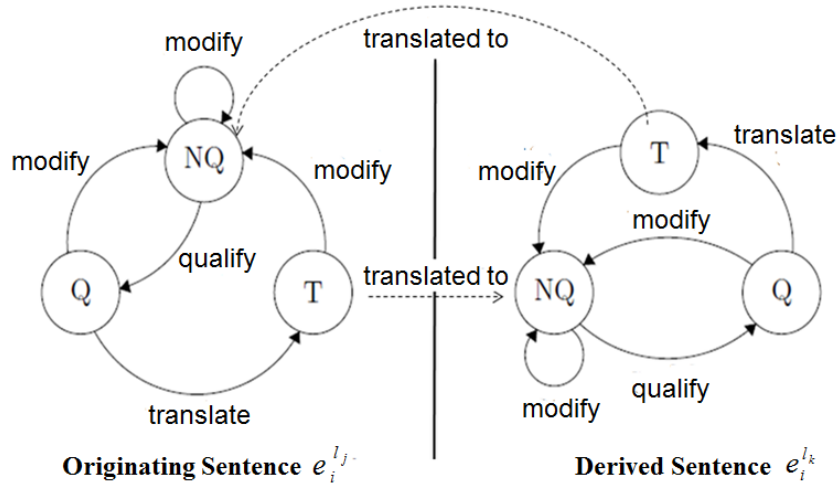 modify
translated to
NQ
modify
modify
qualify
Q
T
translate
translated to
T
translate
modify
modify
NQ
Q
qualify
modify
Originating Sentence e_i^{l_j}
Derived Sentence e_i^{l_k}